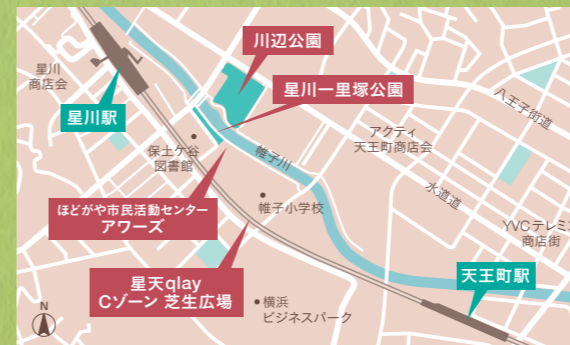 川辺公園
星川一里塚公園
星川
商店会
星川駅
八王子街道
アクティ
天王町商店会
保土ケ谷
図書館
帷子川
水道道
ほどがや市民活動センター
アワーズ
帷子小学校
YVCテレミン
商店街
星天qlay
Cゾーン 芝生広場
天王町駅
横浜
ビジネスパーク
N